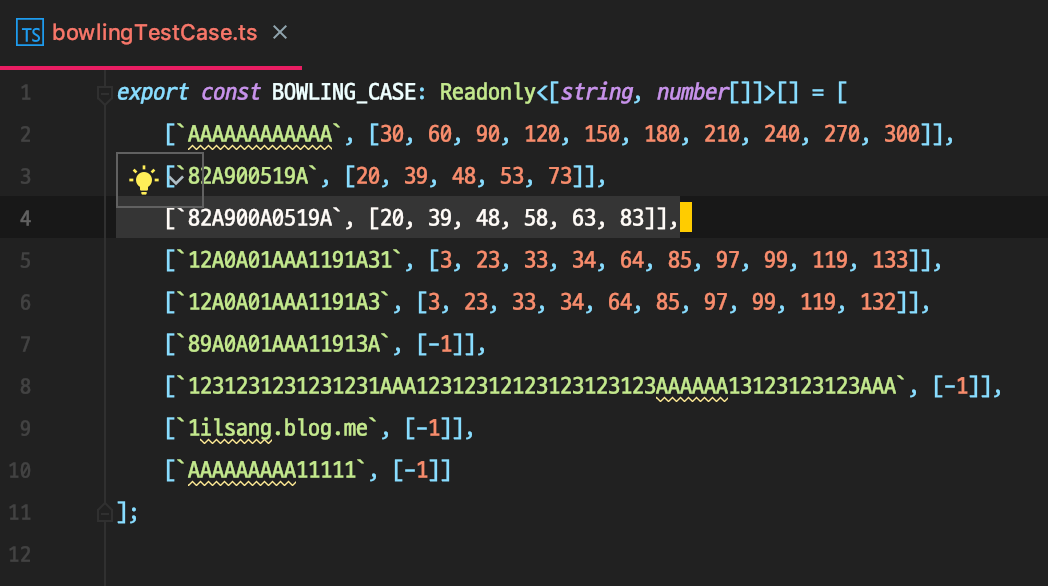 TS bowlingTestCase.ts ×
1 export const BOWLING_CASE: Readonly<[string, number[]]>[] = [
2 [`AAAAAAAAAAAA`, [30, 60, 90, 120, 150, 180, 210, 240, 270, 300]],
3 [`82A900519A`, [20, 39, 48, 53, 73]],
4 [`82A900A0519A`, [20, 39, 48, 58, 63, 83]],
5 [`12A0A01AAA1191A31`, [3, 23, 33, 34, 64, 85, 97, 99, 119, 133]],
6 [`12A0A01AAA1191A3`, [3, 23, 33, 34, 64, 85, 97, 99, 119, 132]],
7 [`89A0A01AAA11913A`, [-1]],
8 [`1231231231231231AAA12312312123123123123AAAAAA13123123123AAA`, [-1]],
9 [`1ilsang.blog.me`, [-1]],
10 [`AAAAAAAAA11111`, [-1]]
11 ];
12